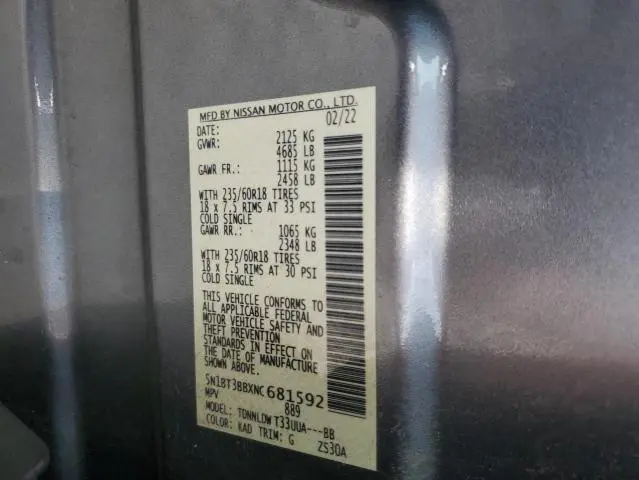 MFD BY NISSAN MOTOR CO., LTD.
DATE: 02/22
GVWR: 2125 KG
4685 LB
GAWR FR.: 1115 KG
2458 LB
WITH 235/60R18 TIRES
18 x 7.5 RIMS AT 33 PSI
COLD SINGLE
GAWR RR.: 1065 KG
2348 LB
WITH 235/60R18 TIRES
18 x 7.5 RIMS AT 30 PSI
COLD SINGLE
THIS VEHICLE CONFORMS TO
ALL APPLICABLE FEDERAL
MOTOR VEHICLE SAFETY AND
THEFT PREVENTION
STANDARDS IN EFFECT ON
THE DATE OF MANUFACTURE
SHOWN ABOVE.
5N1BT3BBXNC681592
MPV 889
MODEL: TDNNLDW T33UUA---BB
COLOR: KAD TRIM: G ZS30A